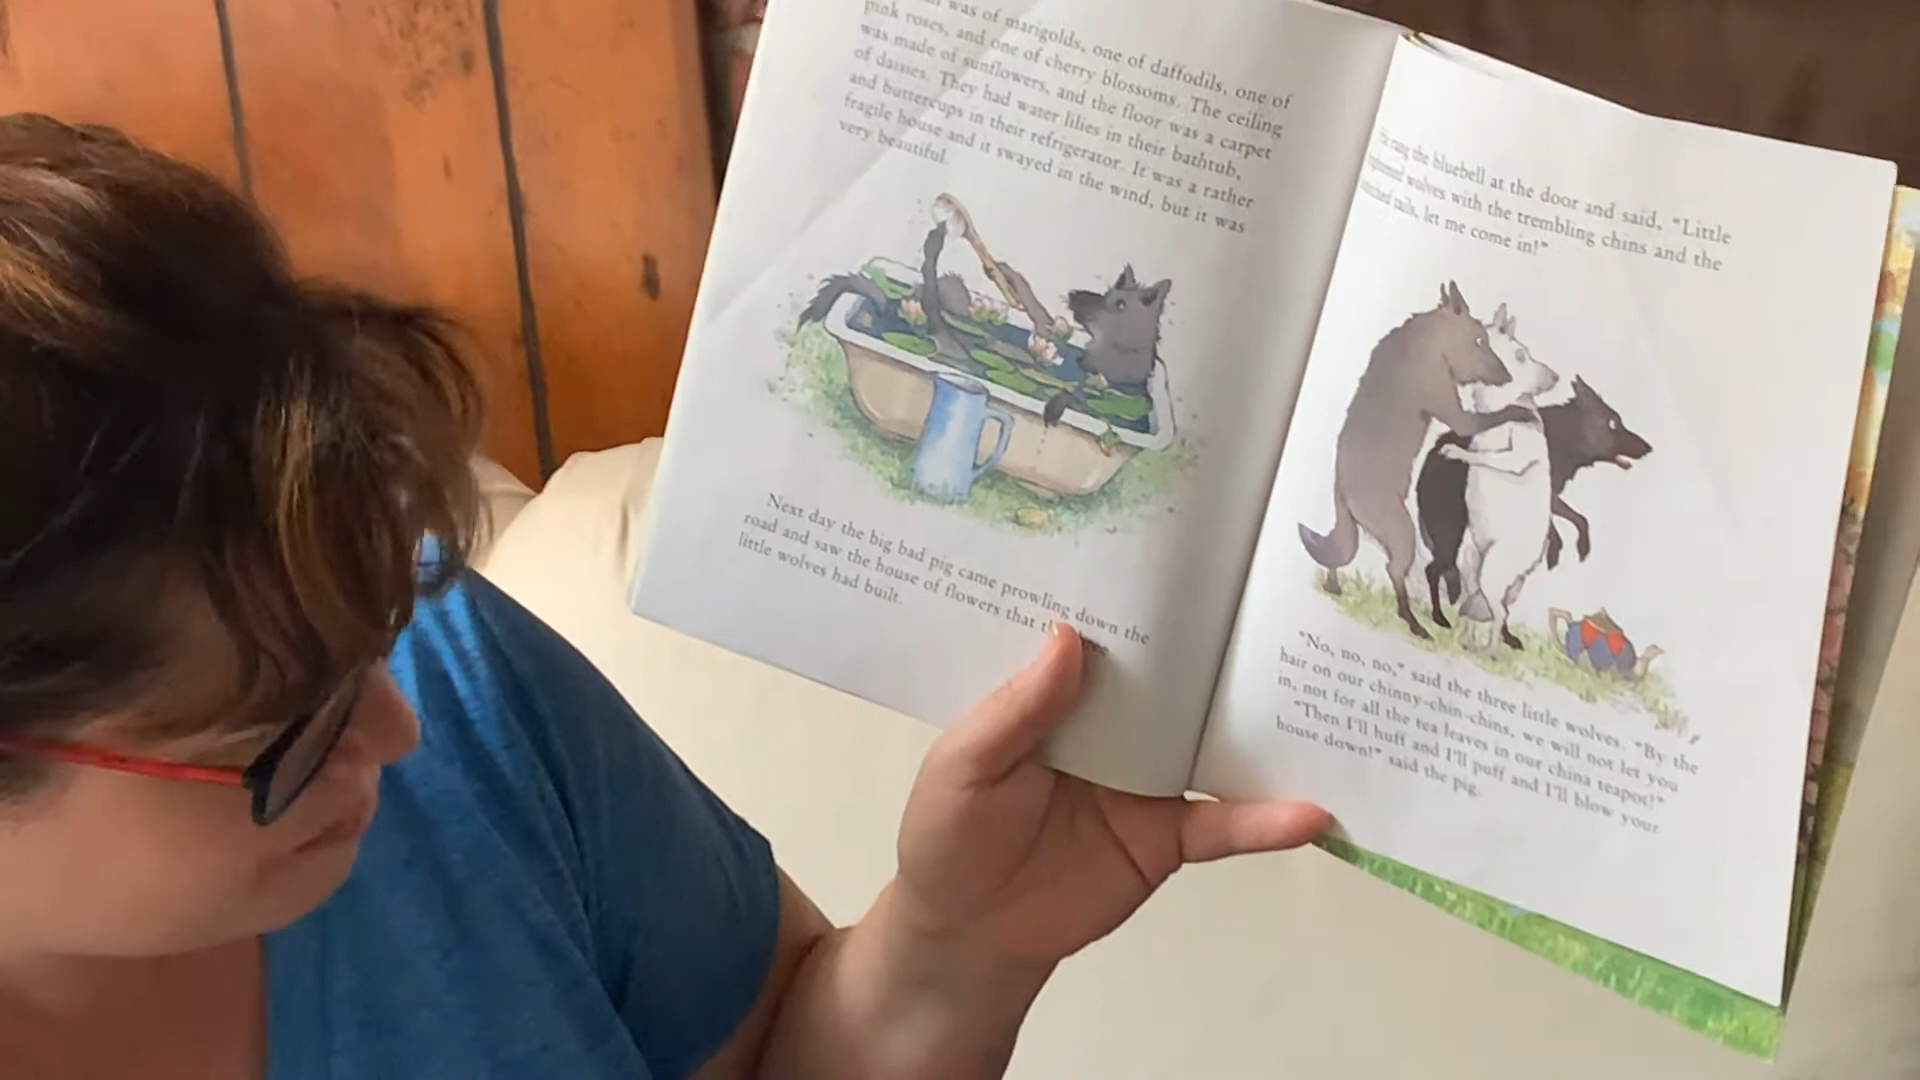 was of marigolds, one of daffodils, one of
pink roses, and one of cherry blossoms. The ceiling
was made of sunflowers, and the floor was a carpet
of daisies. They had water lilies in their bathtub,
and buttercups in their refrigerator. It was a rather
fragile house and it swayed in the wind, but it was
very beautiful.
Next day the big bad pig came prowling down the
road and saw the house of flowers that the three
little wolves had built.
rang the bluebell at the door and said, "Little
frightened wolves with the trembling chins and the
tails, let me come in!"
"No, no, no," said the three little wolves. "By the
hair on our chinny-chin-chins, we will not let you
in, not for all the tea leaves in our china teapot!"
"Then I'll huff and I'll puff and I'll blow your
house down!" said the pig.